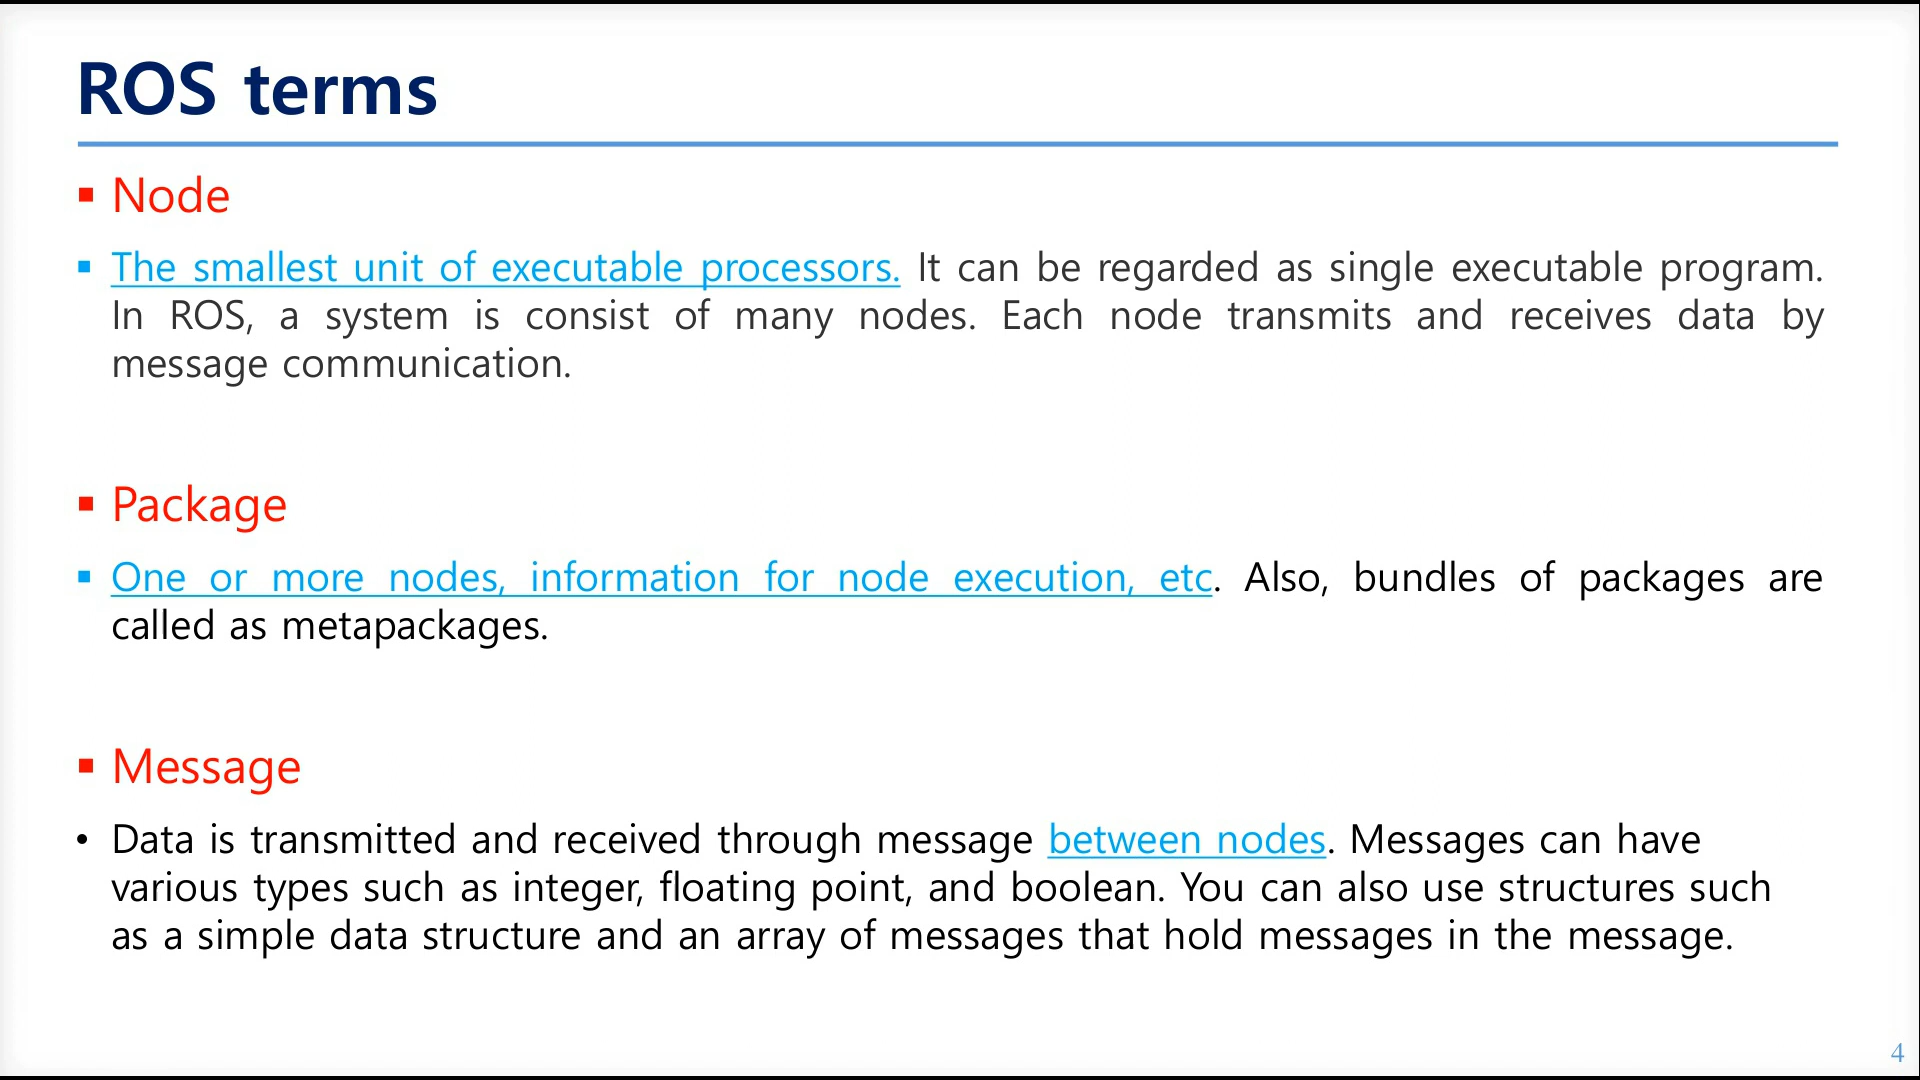 ROS terms
▪ Node
▪ The smallest unit of executable processors. It can be regarded as single executable program.
In ROS, a system is consist of many nodes. Each node transmits and receives data by
message communication.
▪ Package
▪ One or more nodes, information for node execution, etc. Also, bundles of packages are
called as metapackages.
▪ Message
• Data is transmitted and received through message between nodes. Messages can have
various types such as integer, floating point, and boolean. You can also use structures such
as a simple data structure and an array of messages that hold messages in the message.
4